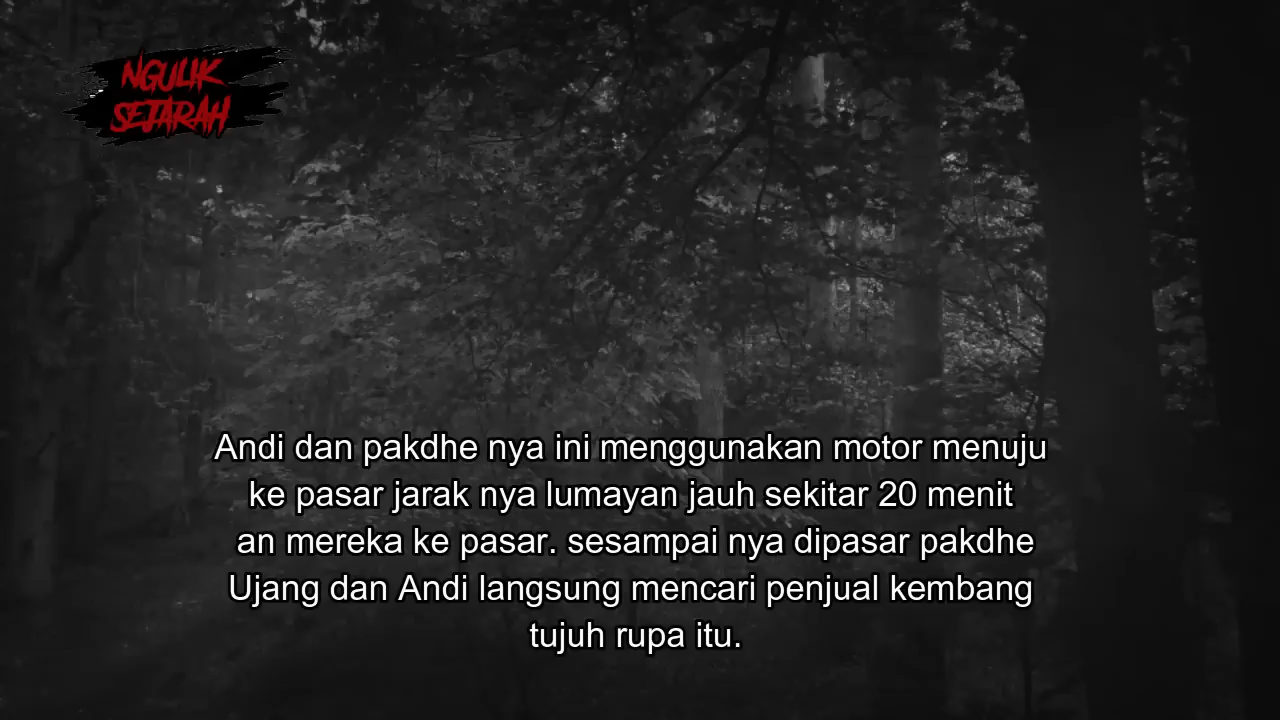 NGULIK
SEJARAH
Andi dan pakdhe nya ini menggunakan motor menuju
ke pasar jarak nya lumayan jauh sekitar 20 menit
an mereka ke pasar. sesampai nya dipasar pakdhe
Ujang dan Andi langsung mencari penjual kembang
tujuh rupa itu.